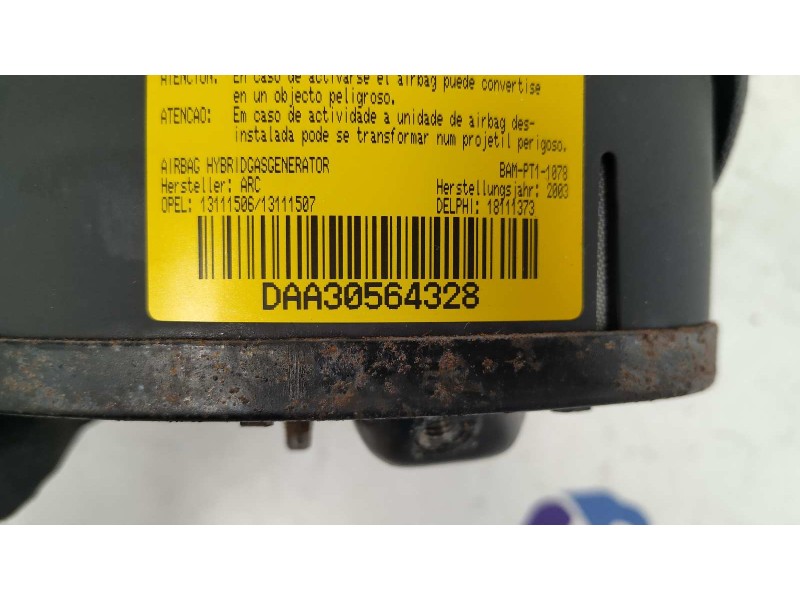 ATENCION: En caso de activarse el airbag puede convertise
en un objecto peligroso.
ATENCAO: Em caso de actividade a unidade de airbag des-
instalada pode se transformar num projetil perigoso.
AIRBAG HYBRIDGASGENERATOR BAM-PT1-1078
Hersteller: ARC Herstellungsjahr: 2003
OPEL: 13111506/13111507 DELPHI: 18111373
DAA30564328